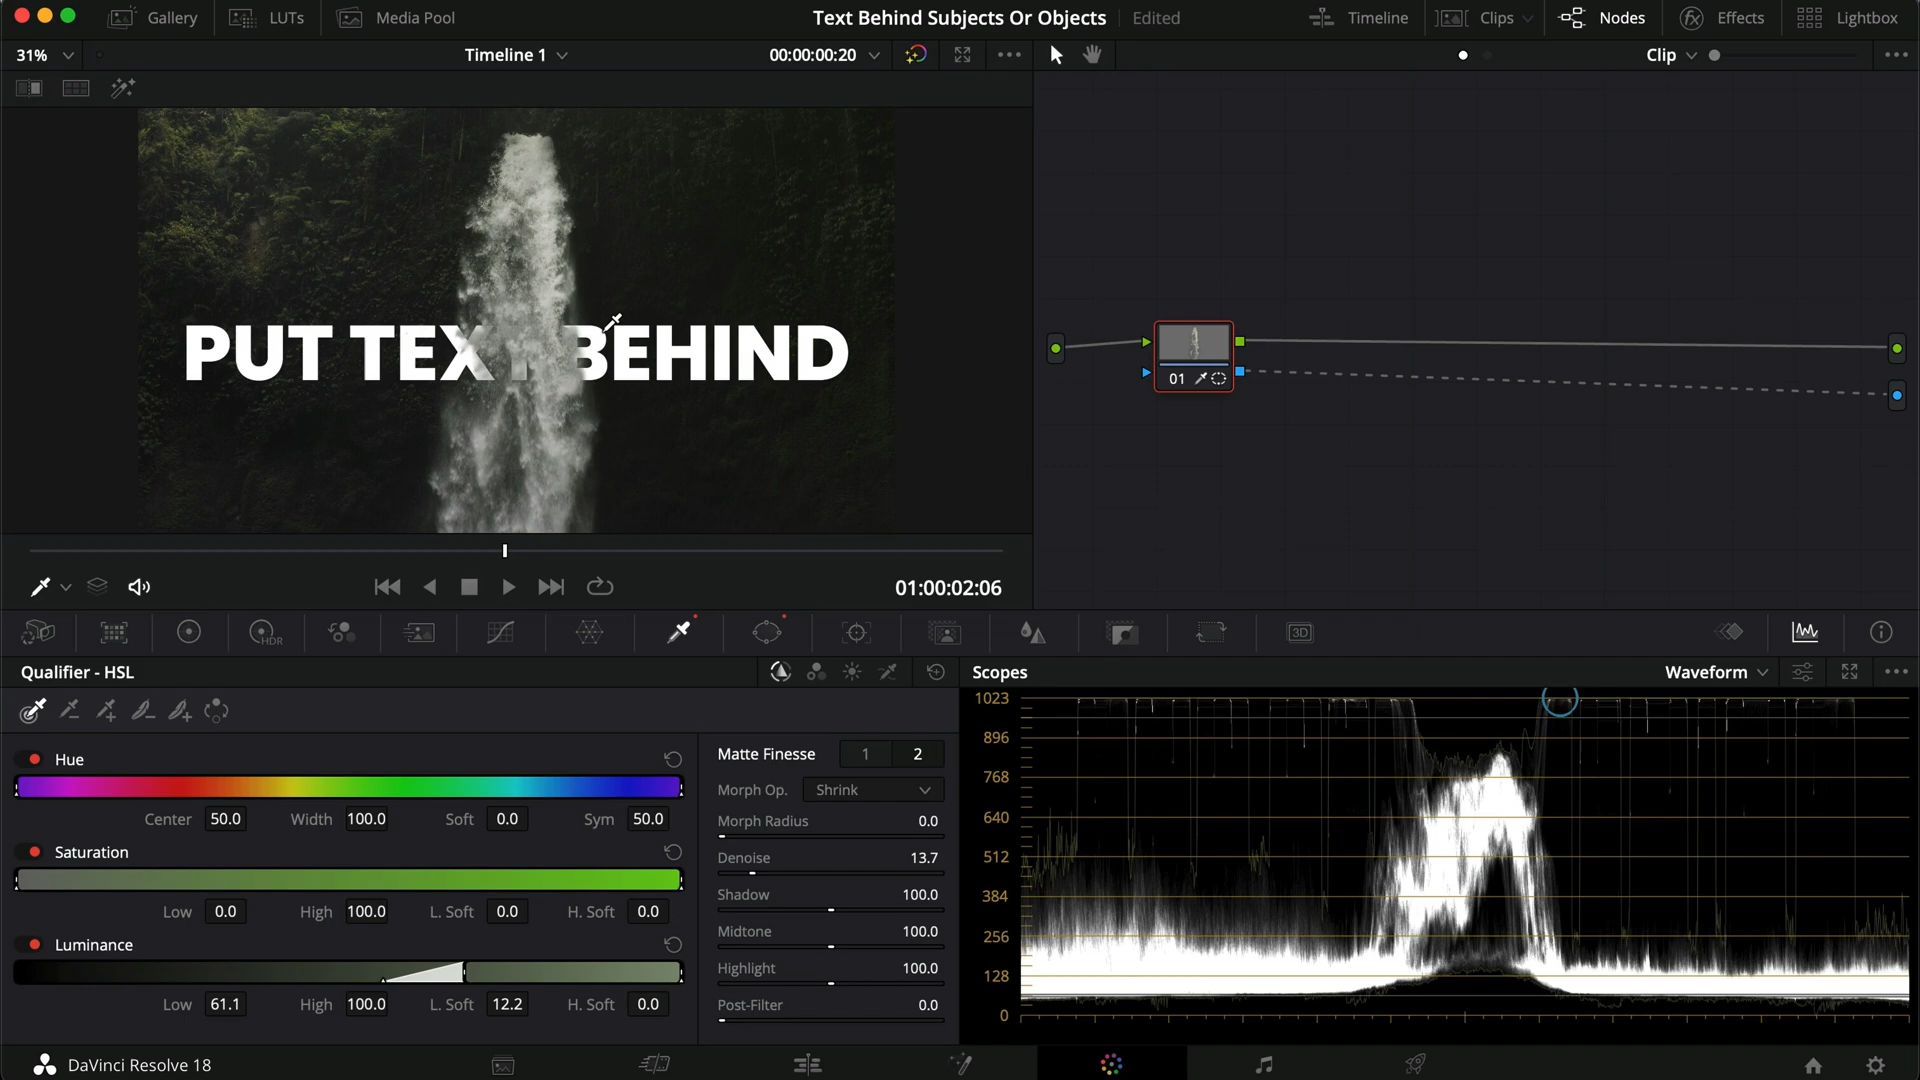 Gallery
LUTs
Media Pool
Text Behind Subjects Or Objects
Edited
Timeline
Clips
Nodes
Effects
Lightbox
31%
Timeline 1
00:00:00:20
Clip
PUT TEXT BEHIND
01
01:00:02:06
HDR
3D
Qualifier - HSL
Scopes
Waveform
Hue
Center 50.0 Width 100.0 Soft 0.0 Sym 50.0
Saturation
Low 0.0 High 100.0 L. Soft 0.0 H. Soft 0.0
Luminance
Low 61.1 High 100.0 L. Soft 12.2 H. Soft 0.0
Matte Finesse 1 2
Morph Op. Shrink
Morph Radius 0.0
Denoise 13.7
Shadow 100.0
Midtone 100.0
Highlight 100.0
Post-Filter 0.0
1023
896
768
640
512
384
256
128
0
DaVinci Resolve 18